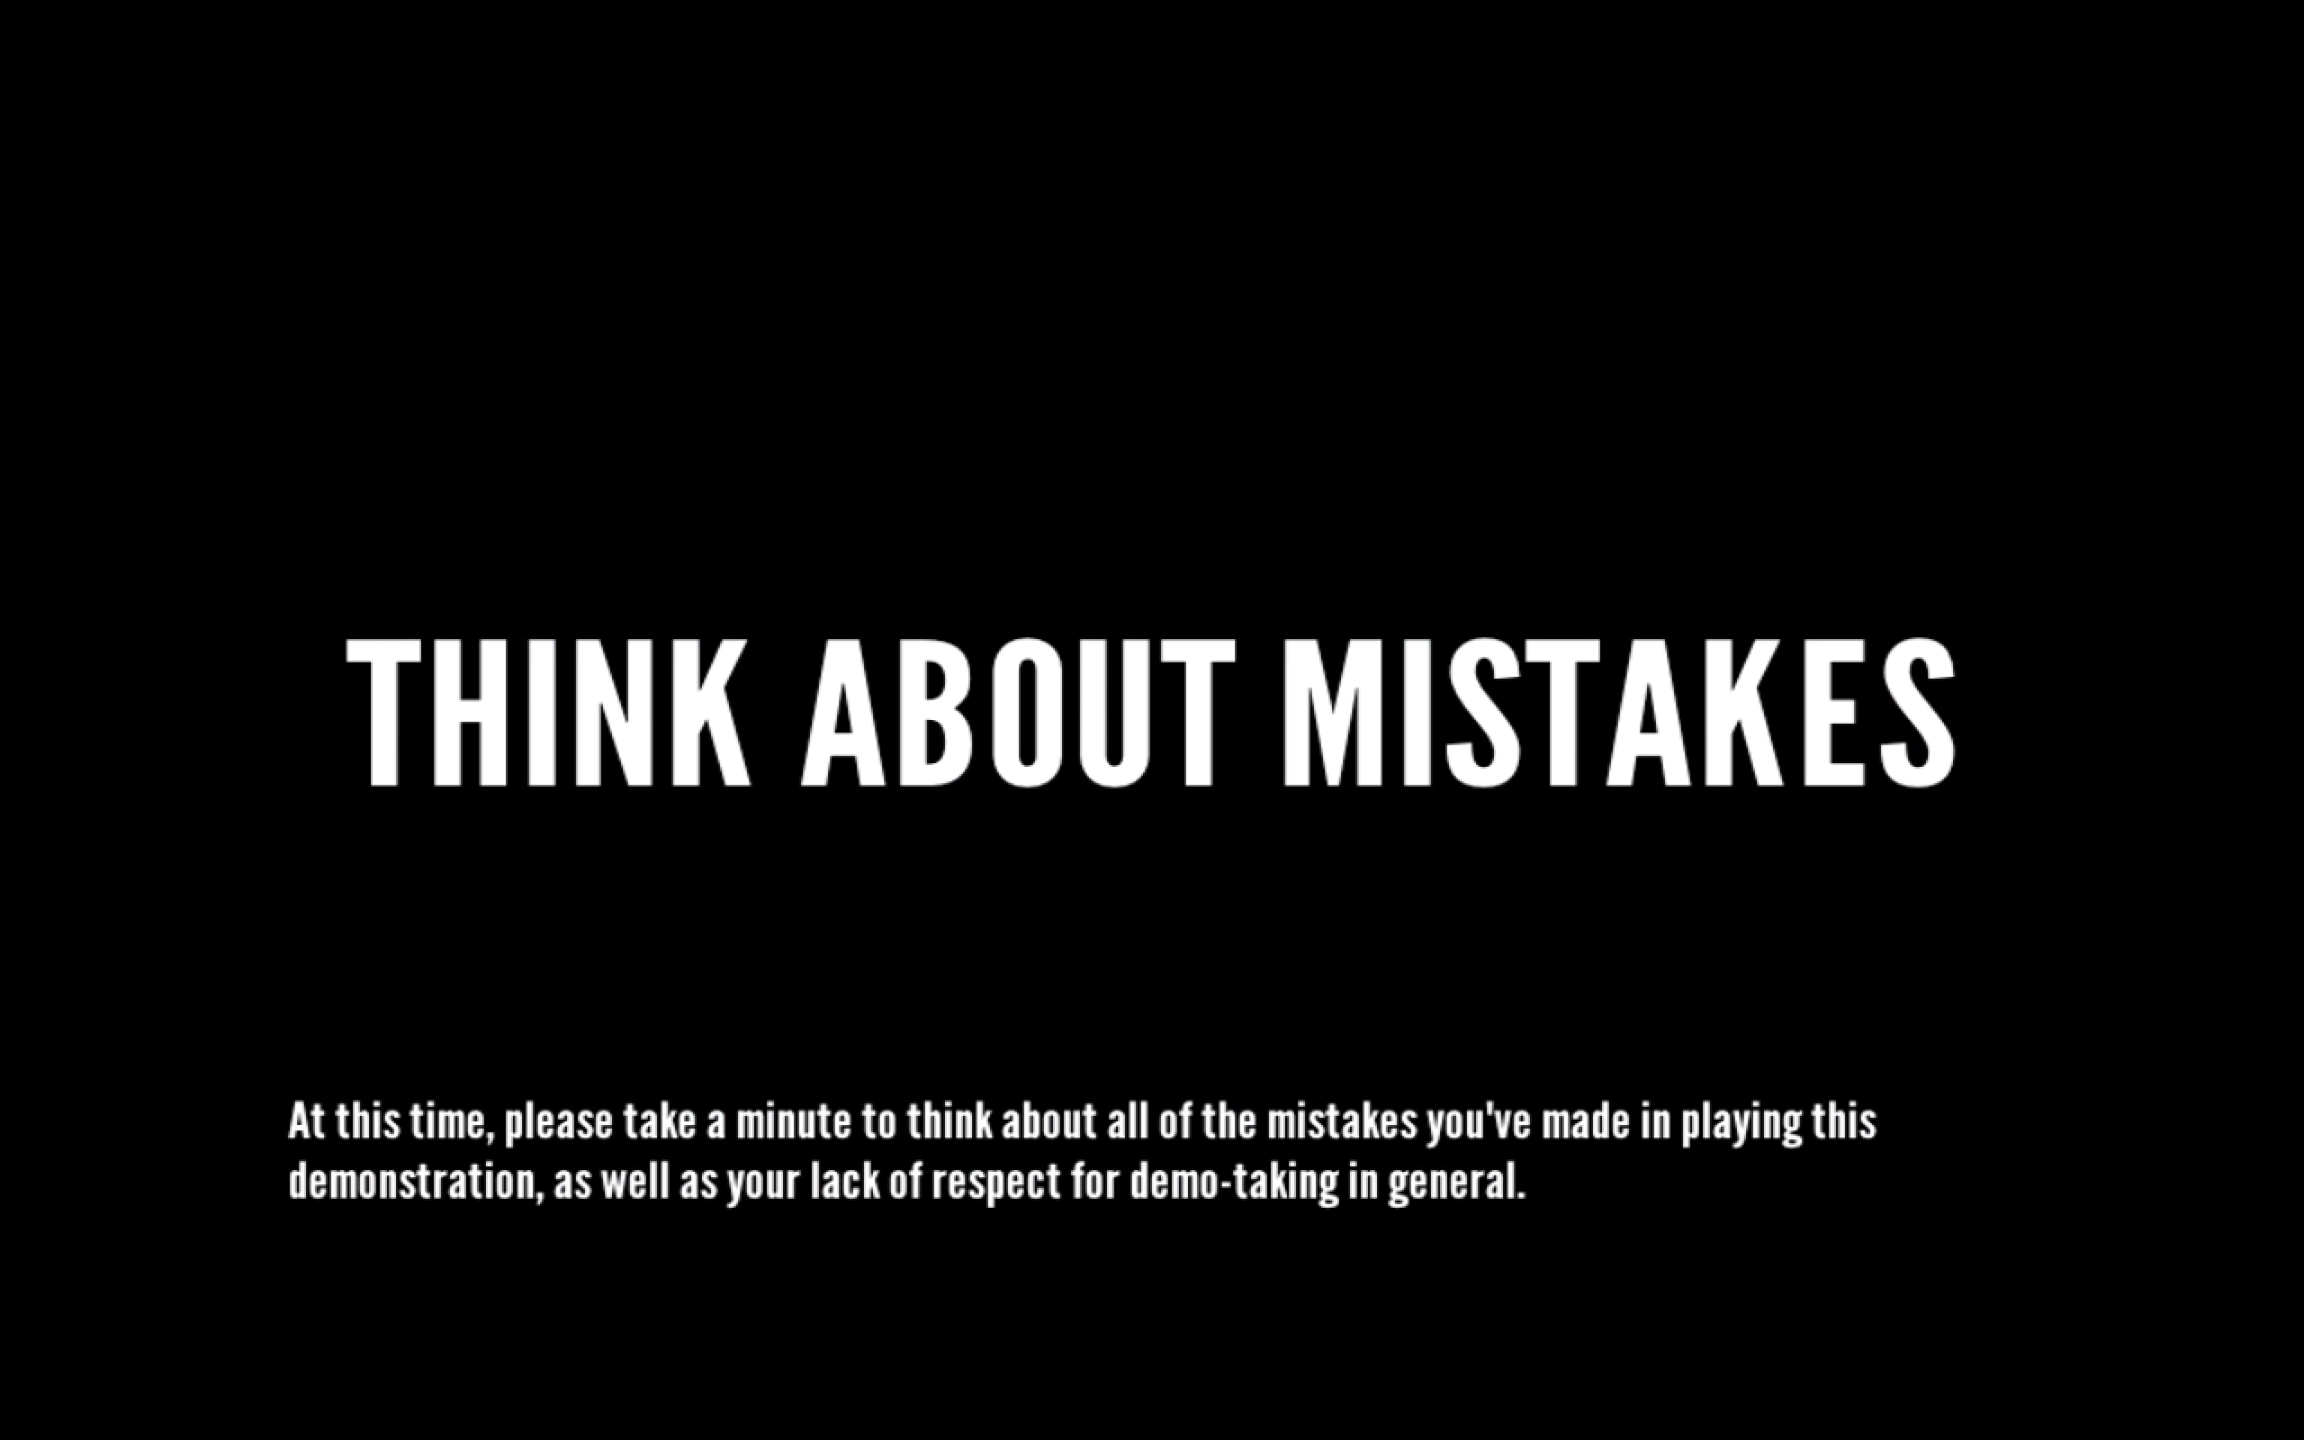 THINK ABOUT MISTAKES
At this time, please take a minute to think about all of the mistakes you've made in playing this
demonstration, as well as your lack of respect for demo-taking in general.